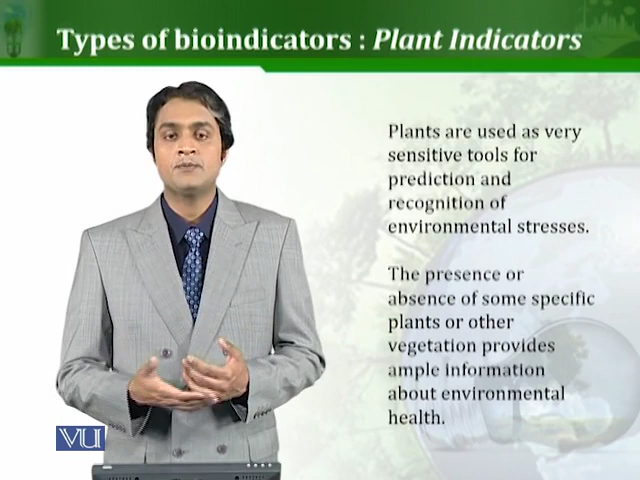 Types of bioindicators : Plant Indicators
Plants are used as very
sensitive tools for
prediction and
recognition of
environmental stresses.
The presence or
absence of some specific
plants or other
vegetation provides
ample information
about environmental
health.
VU